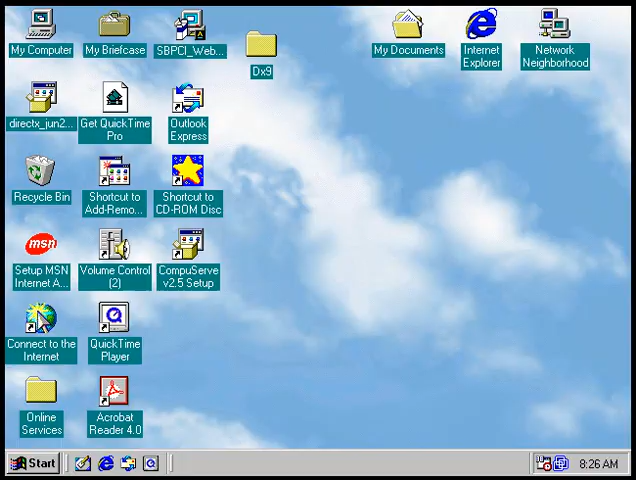 My Computer
My Briefcase
SBPCI_Web...
Dx9
My Documents
Internet
Explorer
Network
Neighborhood
directx_jun2...
Get QuickTime
Pro
Outlook
Express
Recycle Bin
Shortcut to
Add-Remo...
Shortcut to
CD-ROM Disc
msn
Setup MSN
Internet A...
Volume Control
(2)
CompuServe
v2.5 Setup
Connect to the
Internet
QuickTime
Player
Online
Services
Acrobat
Reader 4.0
Start
8:26 AM